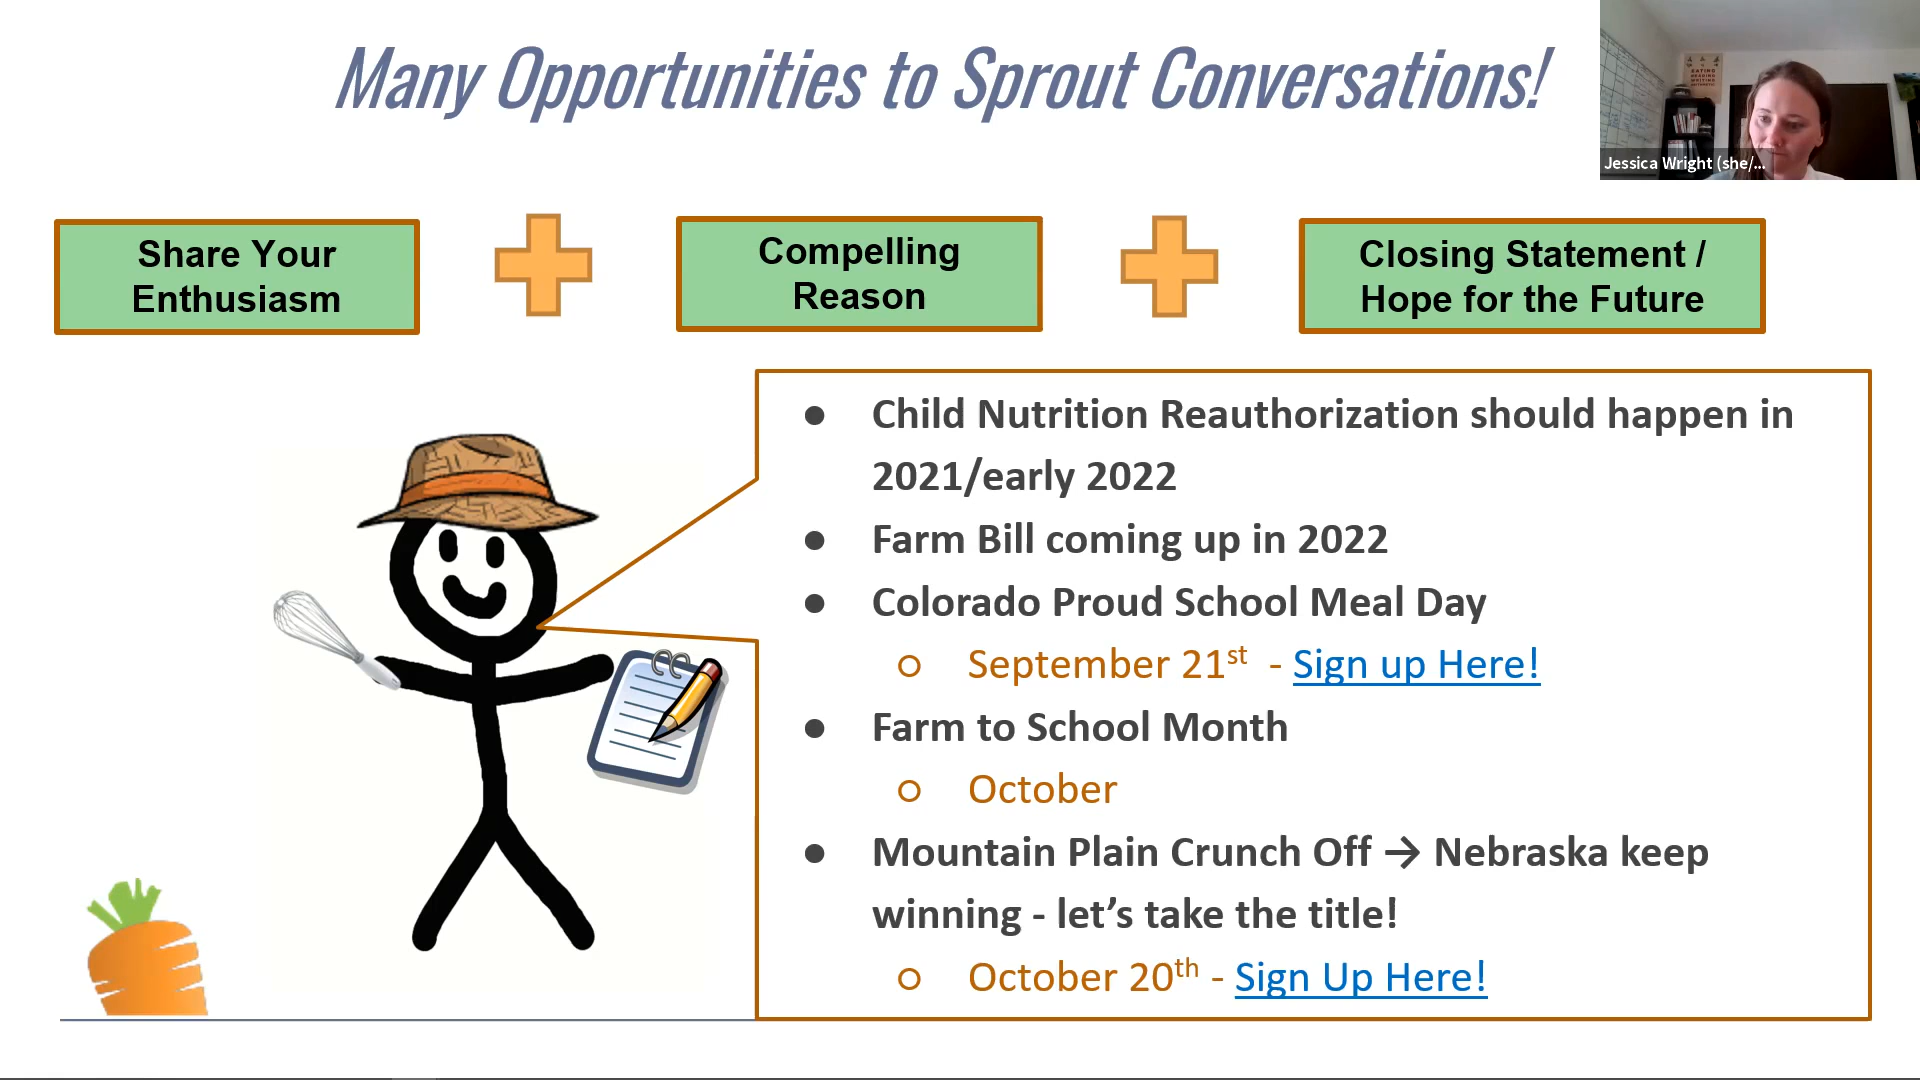 Many Opportunities to Sprout Conversations!
Jessica Wright (she/...
Share Your
Enthusiasm
Compelling
Reason
Closing Statement /
Hope for the Future
● Child Nutrition Reauthorization should happen in
2021/early 2022
● Farm Bill coming up in 2022
● Colorado Proud School Meal Day
○ September 21st - Sign up Here!
● Farm to School Month
○ October
● Mountain Plain Crunch Off → Nebraska keep
winning - let’s take the title!
○ October 20th - Sign Up Here!
EATING
READING
WRITING